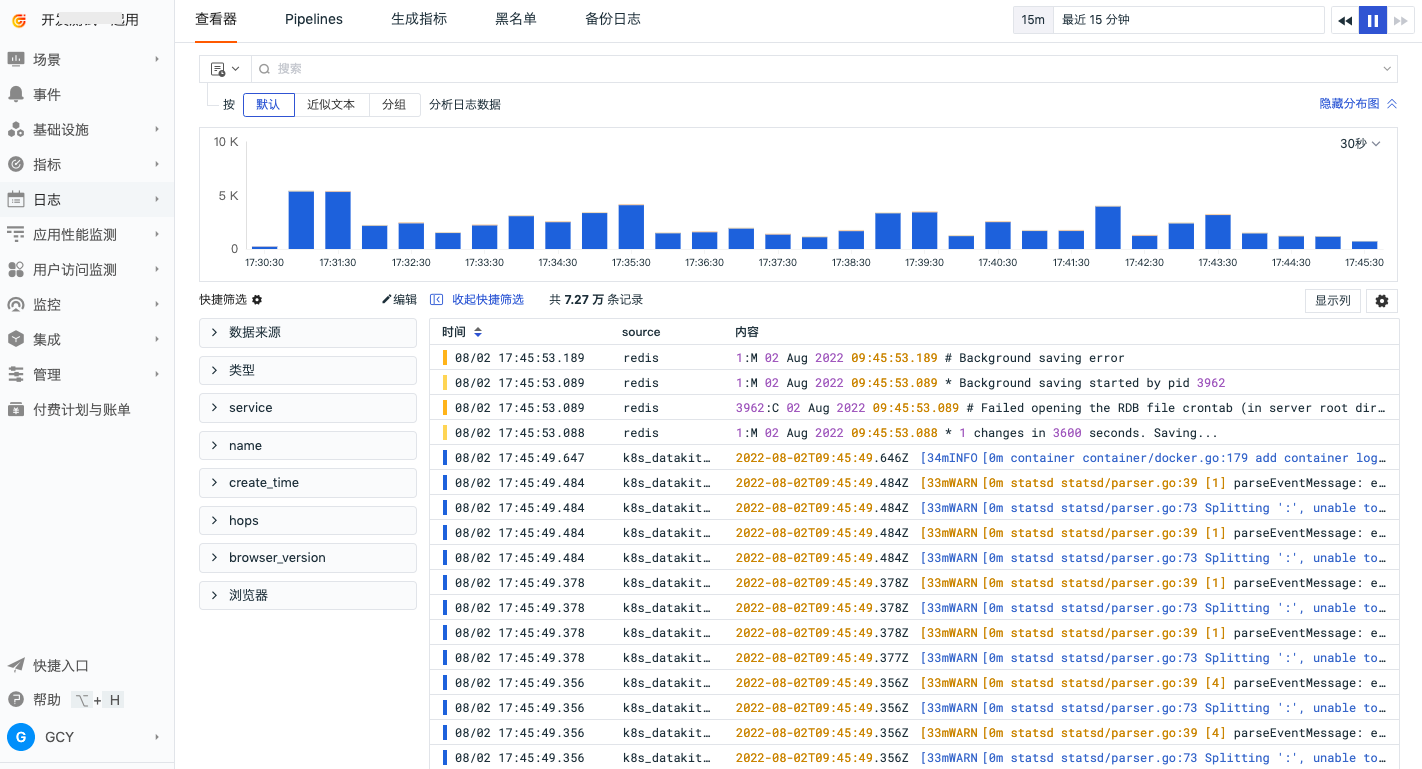 开发测试一 用
场景
事件
基础设施
指标
日志
应用性能监测
用户访问监测
监控
集成
管理
付费计划与账单
快捷入口
帮助 ⌥ + H
G GCY
查看器 Pipelines 生成指标 黑名单 备份日志
15m 最近 15 分钟
搜索
按 默认 近似文本 分组 分析日志数据 隐藏分布图
30秒
10 K
5 K
0
17:30:30 17:31:30 17:32:30 17:33:30 17:34:30 17:35:30 17:36:30 17:37:30 17:38:30 17:39:30 17:40:30 17:41:30 17:42:30 17:43:30 17:44:30 17:45:30
快捷筛选 编辑 收起快捷筛选 共 7.27 万 条记录 显示列
数据来源
类型
service
name
create_time
hops
browser_version
浏览器
时间 source 内容
08/02 17:45:53.189 redis 1:M 02 Aug 2022 09:45:53.189 # Background saving error
08/02 17:45:53.089 redis 1:M 02 Aug 2022 09:45:53.089 * Background saving started by pid 3962
08/02 17:45:53.089 redis 3962:C 02 Aug 2022 09:45:53.089 # Failed opening the RDB file crontab (in server root dir…
08/02 17:45:53.088 redis 1:M 02 Aug 2022 09:45:53.088 * 1 changes in 3600 seconds. Saving...
08/02 17:45:49.647 k8s_datakit… 2022-08-02T09:45:49.646Z [34mINFO [0m container container/docker.go:179 add container log…
08/02 17:45:49.484 k8s_datakit… 2022-08-02T09:45:49.484Z [33mWARN [0m statsd statsd/parser.go:39 [1] parseEventMessage: e…
08/02 17:45:49.484 k8s_datakit… 2022-08-02T09:45:49.484Z [33mWARN [0m statsd statsd/parser.go:73 Splitting ':', unable to…
08/02 17:45:49.484 k8s_datakit… 2022-08-02T09:45:49.484Z [33mWARN [0m statsd statsd/parser.go:39 [1] parseEventMessage: e…
08/02 17:45:49.484 k8s_datakit… 2022-08-02T09:45:49.484Z [33mWARN [0m statsd statsd/parser.go:73 Splitting ':', unable to…
08/02 17:45:49.378 k8s_datakit… 2022-08-02T09:45:49.378Z [33mWARN [0m statsd statsd/parser.go:39 [1] parseEventMessage: e…
08/02 17:45:49.378 k8s_datakit… 2022-08-02T09:45:49.378Z [33mWARN [0m statsd statsd/parser.go:73 Splitting ':', unable to…
08/02 17:45:49.378 k8s_datakit… 2022-08-02T09:45:49.378Z [33mWARN [0m statsd statsd/parser.go:39 [1] parseEventMessage: e…
08/02 17:45:49.378 k8s_datakit… 2022-08-02T09:45:49.377Z [33mWARN [0m statsd statsd/parser.go:73 Splitting ':', unable to…
08/02 17:45:49.356 k8s_datakit… 2022-08-02T09:45:49.356Z [33mWARN [0m statsd statsd/parser.go:39 [4] parseEventMessage: e…
08/02 17:45:49.356 k8s_datakit… 2022-08-02T09:45:49.356Z [33mWARN [0m statsd statsd/parser.go:73 Splitting ':', unable to…
08/02 17:45:49.356 k8s_datakit… 2022-08-02T09:45:49.356Z [33mWARN [0m statsd statsd/parser.go:39 [4] parseEventMessage: e…
08/02 17:45:49.356 k8s_datakit… 2022-08-02T09:45:49.356Z [33mWARN [0m statsd statsd/parser.go:73 Splitting ':', unable to…